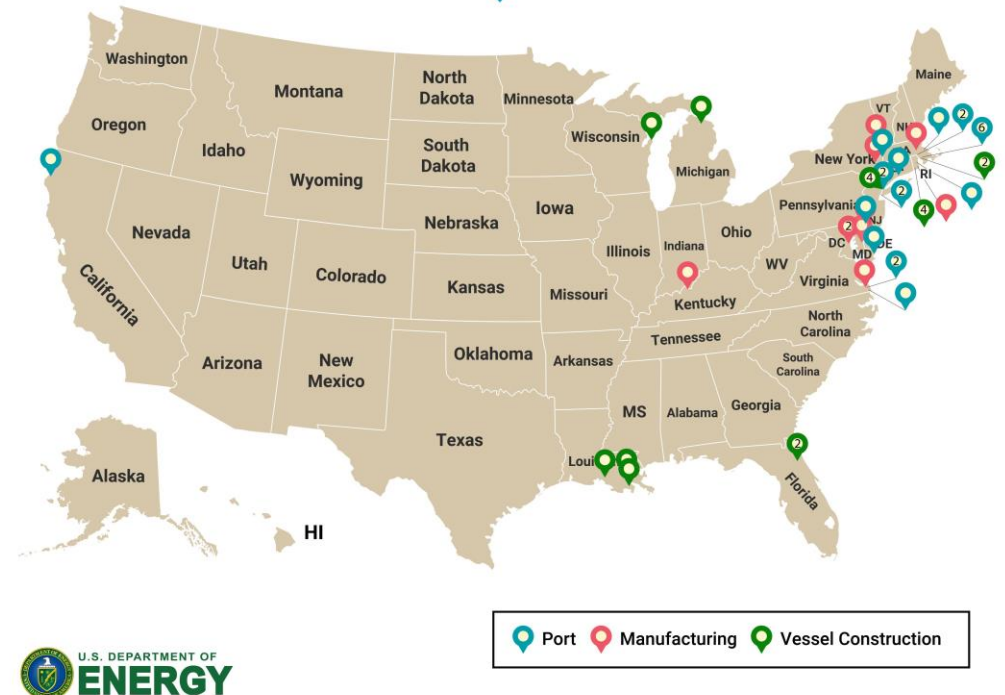 Washington
Oregon
California
Nevada
Idaho
Montana
Wyoming
Utah
Arizona
Colorado
New
Mexico
North
Dakota
South
Dakota
Nebraska
Kansas
Oklahoma
Texas
Minnesota
Iowa
Missouri
Arkansas
Loui
Wisconsin
Illinois
Michigan
Indiana
Ohio
Kentucky
Tennessee
MS
Alabama
Georgia
Florida
South
Carolina
North
Carolina
Virginia
WV
DC
MD
DE
NJ
Pennsylvania
New York
VT
NH
Maine
RI
2
6
2
4
2
2
4
2
2
2
Alaska
HI
Port
Manufacturing
Vessel Construction
U.S. DEPARTMENT OF
ENERGY